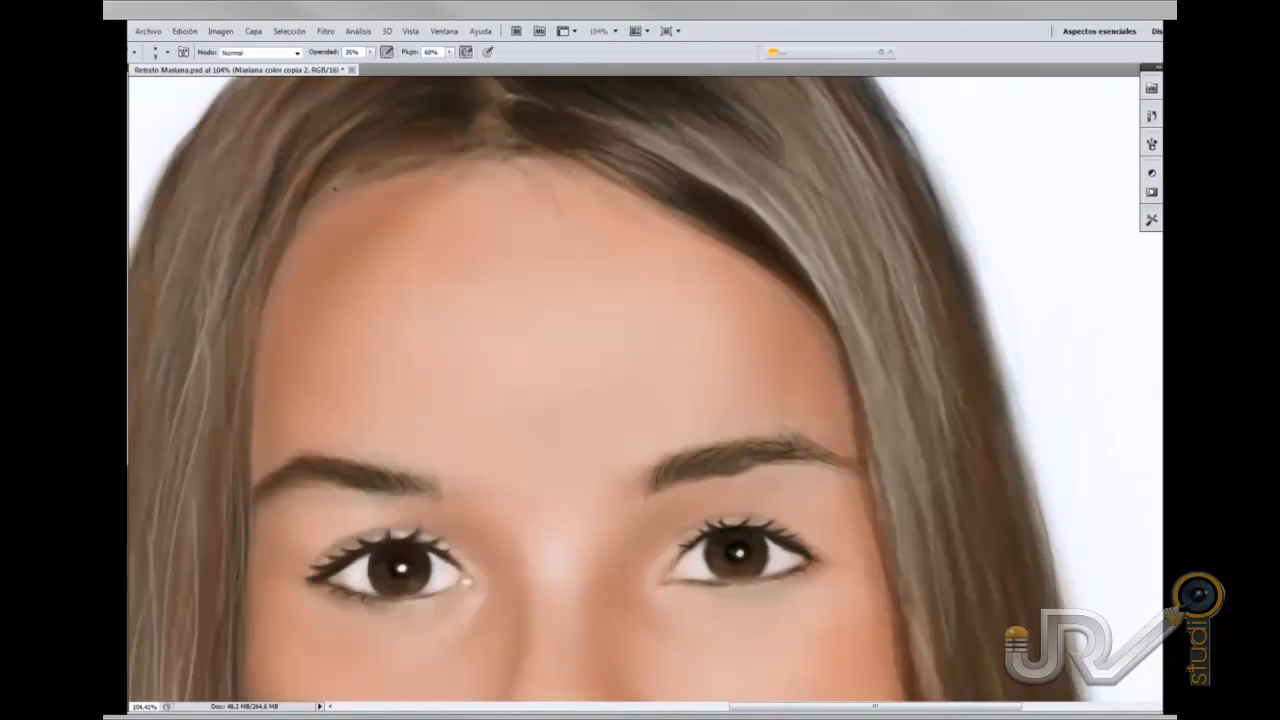 Archivo Edición Imagen Capa Selección Filtro Análisis 3D Vista Ventana Ayuda Mb 104% Aspectos esenciales
Modo: Normal Opacidad: 35% Flujo: 60%
Retrato Mariana.psd al 104% (Mariana color copia 2, RGB/16) *
JRV
studio
104,41% Doc: 48.2 MB/264.6 MB